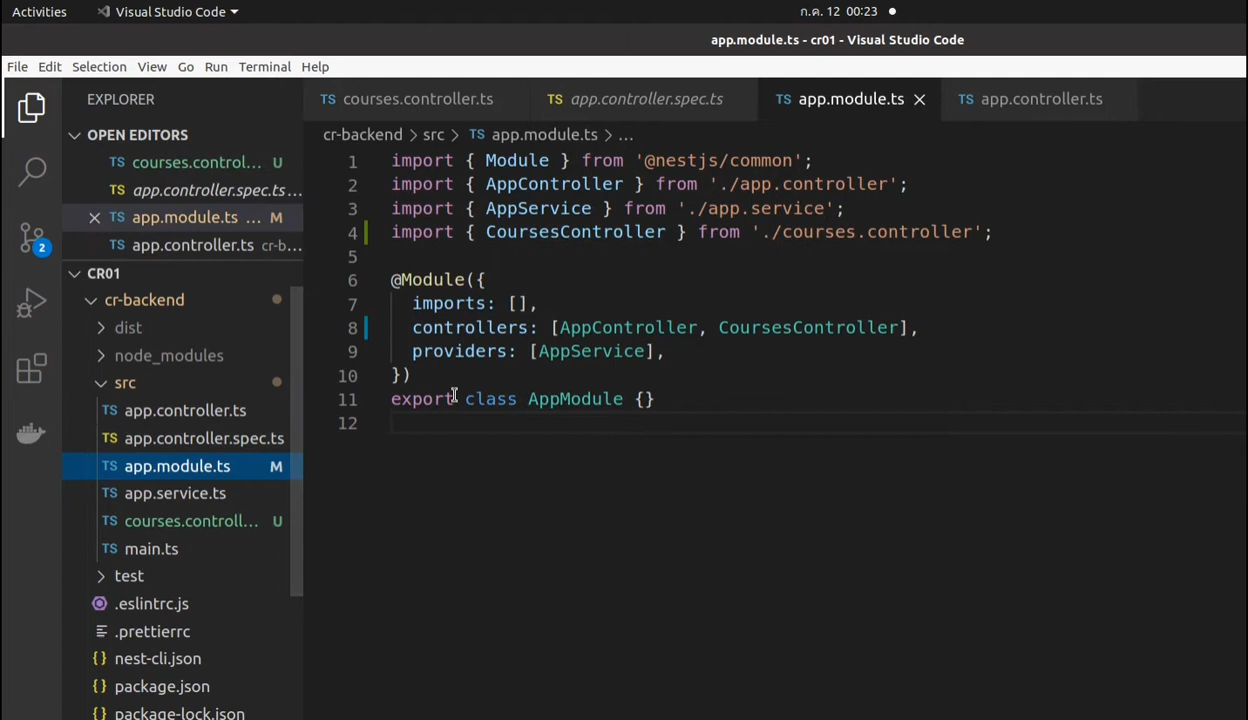 Activities
Visual Studio Code
ก.ค. 12 00:23
app.module.ts - cr01 - Visual Studio Code
File Edit Selection View Go Run Terminal Help
EXPLORER
OPEN EDITORS
courses.control... U
app.controller.spec.ts...
app.module.ts ... M
app.controller.ts cr-b...
CR01
cr-backend
dist
node_modules
src
app.controller.ts
app.controller.spec.ts
app.module.ts M
app.service.ts
courses.controll... U
main.ts
test
.eslintrc.js
.prettierrc
nest-cli.json
package.json
package-lock.json
2
TS courses.controller.ts
TS app.controller.spec.ts
TS app.module.ts
TS app.controller.ts
cr-backend > src > TS app.module.ts > ...
1 import { Module } from '@nestjs/common';
2 import { AppController } from './app.controller';
3 import { AppService } from './app.service';
4 import { CoursesController } from './courses.controller';
5
6 @Module({
7 imports: [],
8 controllers: [AppController, CoursesController],
9 providers: [AppService],
10 })
11 export class AppModule {}
12